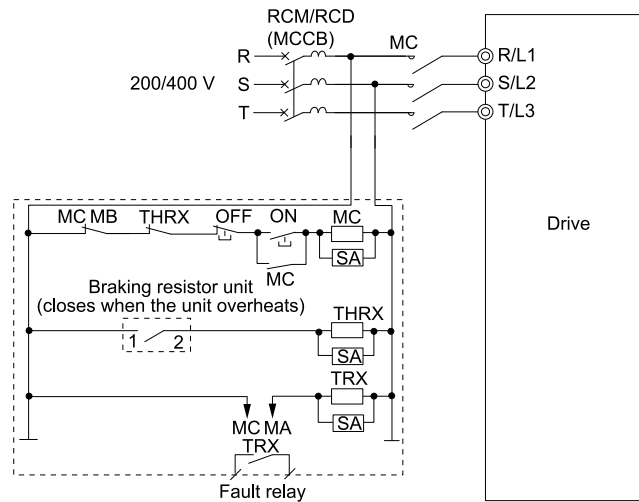 RCM/RCD
(MCCB)
MC
R
R/L1
200/400 V
S
S/L2
T
T/L3
Drive
MC MB
THRX
OFF
ON
MC
SA
MC
Braking resistor unit
(closes when the unit overheats)
1
2
THRX
SA
TRX
SA
MC MA
TRX
Fault relay